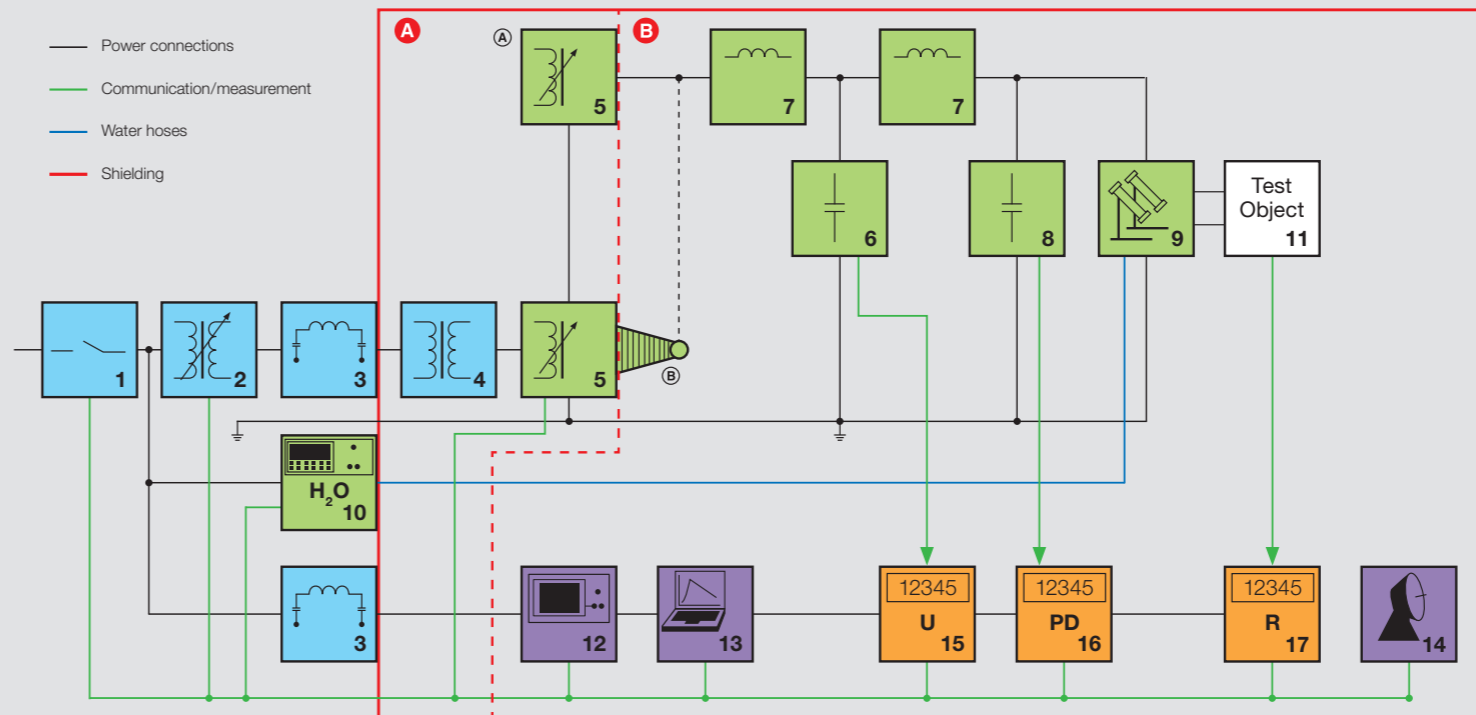 Power connections
Communication/measurement
Water hoses
Shielding
A
B
A
5
7
7
6
8
9
Test
Object
11
1
2
3
4
5
B
H2O
10
3
12
13
12345
U
15
12345
PD
16
12345
R
17
14